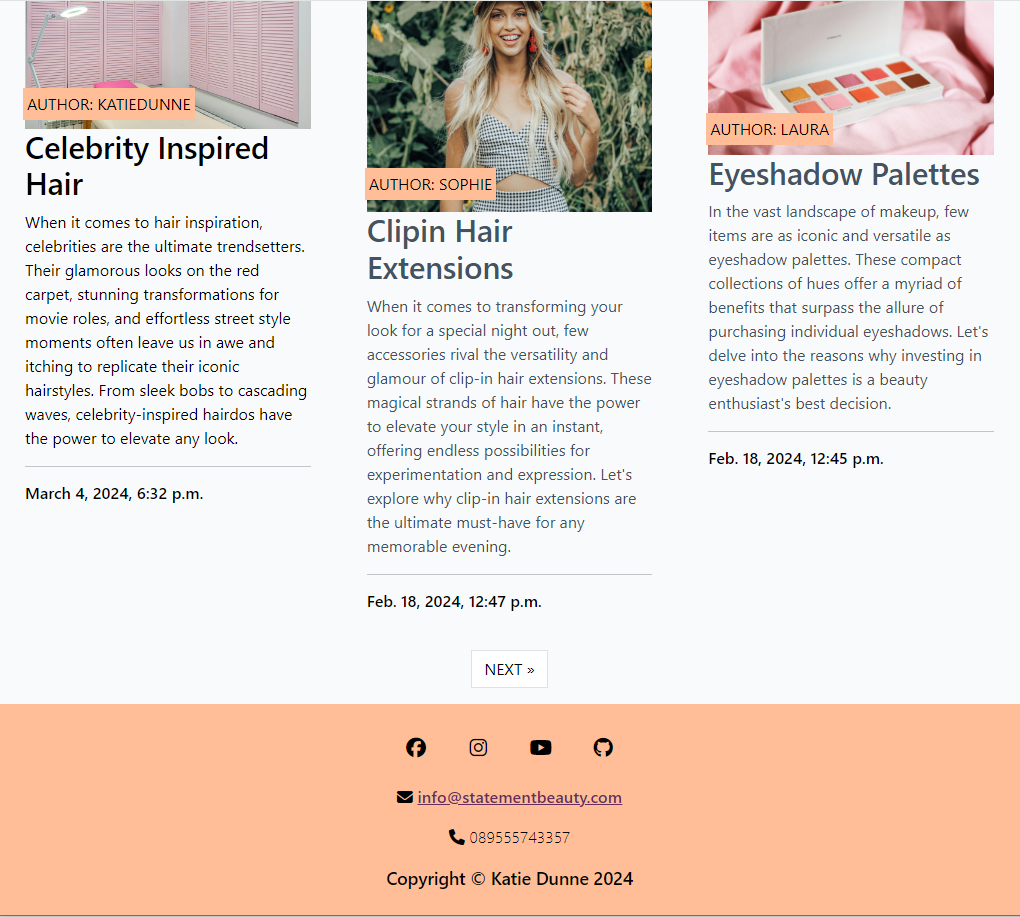 AUTHOR: KATIEDUNNE
Celebrity Inspired
Hair
When it comes to hair inspiration,
celebrities are the ultimate trendsetters.
Their glamorous looks on the red
carpet, stunning transformations for
movie roles, and effortless street style
moments often leave us in awe and
itching to replicate their iconic
hairstyles. From sleek bobs to cascading
waves, celebrity-inspired hairdos have
the power to elevate any look.
March 4, 2024, 6:32 p.m.
AUTHOR: SOPHIE
Clipin Hair
Extensions
When it comes to transforming your
look for a special night out, few
accessories rival the versatility and
glamour of clip-in hair extensions. These
magical strands of hair have the power
to elevate your style in an instant,
offering endless possibilities for
experimentation and expression. Let's
explore why clip-in hair extensions are
the ultimate must-have for any
memorable evening.
Feb. 18, 2024, 12:47 p.m.
AUTHOR: LAURA
Eyeshadow Palettes
In the vast landscape of makeup, few
items are as iconic and versatile as
eyeshadow palettes. These compact
collections of hues offer a myriad of
benefits that surpass the allure of
purchasing individual eyeshadows. Let's
delve into the reasons why investing in
eyeshadow palettes is a beauty
enthusiast's best decision.
Feb. 18, 2024, 12:45 p.m.
NEXT »
info@statementbeauty.com
089555743357
Copyright © Katie Dunne 2024